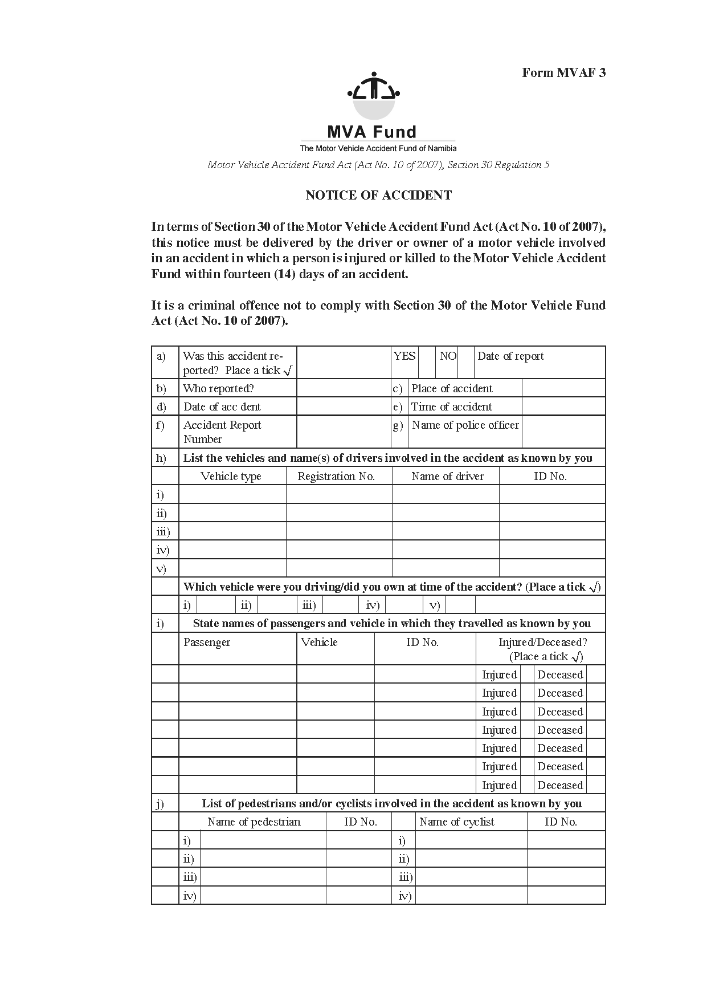 Form MVAF 3
MVA Fund
The Motor Vehicle Accident Fund of Namibia
Motor Vehicle Accident Fund Act (Act No. 10 of 2007), Section 30 Regulation 5
NOTICE OF ACCIDENT
In terms of Section 30 of the Motor Vehicle Accident Fund Act (Act No. 10 of 2007),
this notice must be delivered by the driver or owner of a motor vehicle involved
in an accident in which a person is injured or killed to the Motor Vehicle Accident
Fund within fourteen (14) days of an accident.
It is a criminal offence not to comply with Section 30 of the Motor Vehicle Fund
Act (Act No. 10 of 2007).
a) Was this accident re- YES NO Date of report
ported? Place a tick √
b) Who reported? c) Place of accident
d) Date of acc dent e) Time of accident
f) Accident Report g) Name of police officer
Number
h) List the vehicles and name(s) of drivers involved in the accident as known by you
Vehicle type Registration No. Name of driver ID No.
i)
ii)
iii)
iv)
v)
Which vehicle were you driving/did you own at time of the accident? (Place a tick √)
i) ii) iii) iv) v)
i) State names of passengers and vehicle in which they travelled as known by you
Passenger Vehicle ID No. Injured/Deceased?
(Place a tick √)
Injured Deceased
Injured Deceased
Injured Deceased
Injured Deceased
Injured Deceased
Injured Deceased
Injured Deceased
j) List of pedestrians and/or cyclists involved in the accident as known by you
Name of pedestrian ID No. Name of cyclist ID No.
i) i)
ii) ii)
iii) iii)
iv) iv)